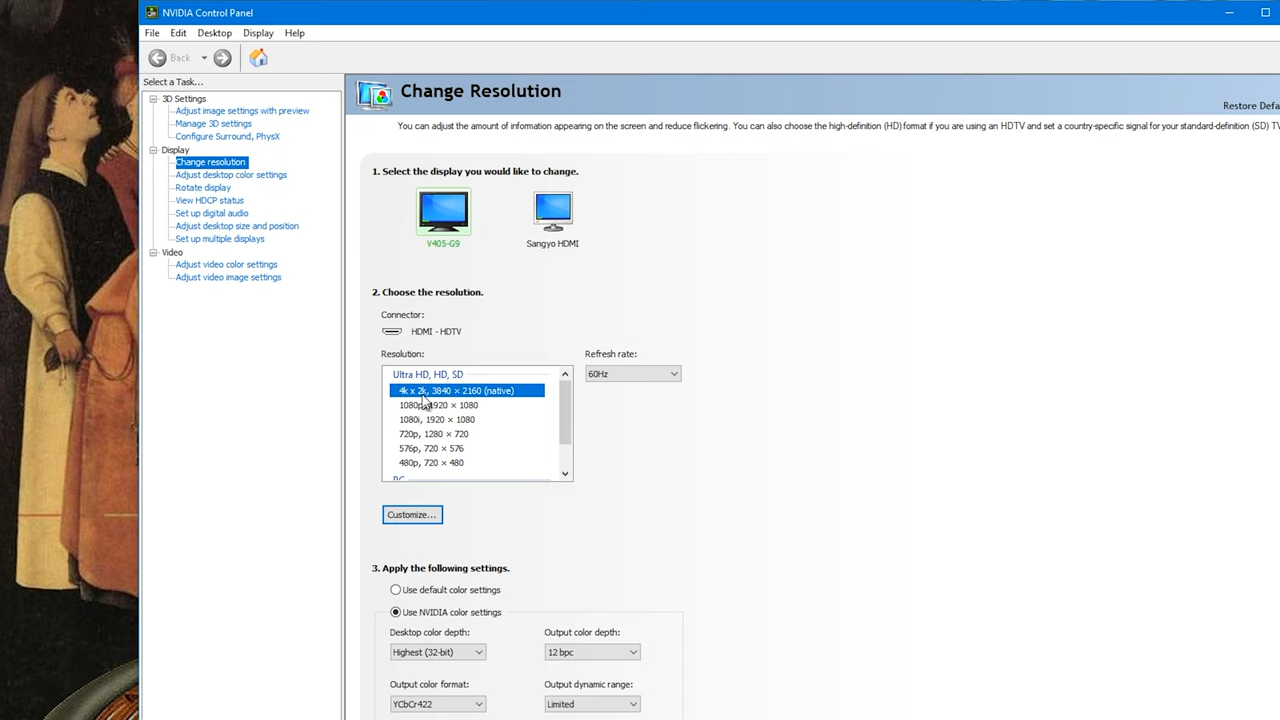 NVIDIA Control Panel
File Edit Desktop Display Help
Back
Select a Task...
3D Settings
Adjust image settings with preview
Manage 3D settings
Configure Surround, PhysX
Display
Change resolution
Adjust desktop color settings
Rotate display
View HDCP status
Set up digital audio
Adjust desktop size and position
Set up multiple displays
Video
Adjust video color settings
Adjust video image settings
Change Resolution
Restore Defa
You can adjust the amount of information appearing on the screen and reduce flickering. You can also choose the high-definition (HD) format if you are using an HDTV and set a country-specific signal for your standard-definition (SD) TV
1. Select the display you would like to change.
V405-G9 Sangyo HDMI
2. Choose the resolution.
Connector:
HDMI - HDTV
Resolution: Refresh rate:
Ultra HD, HD, SD 60Hz
4k x 2k, 3840 × 2160 (native)
1080p, 1920 × 1080
1080i, 1920 × 1080
720p, 1280 × 720
576p, 720 × 576
480p, 720 × 480
Customize...
3. Apply the following settings.
Use default color settings
Use NVIDIA color settings
Desktop color depth: Output color depth:
Highest (32-bit) 12 bpc
Output color format: Output dynamic range:
YCbCr422 Limited